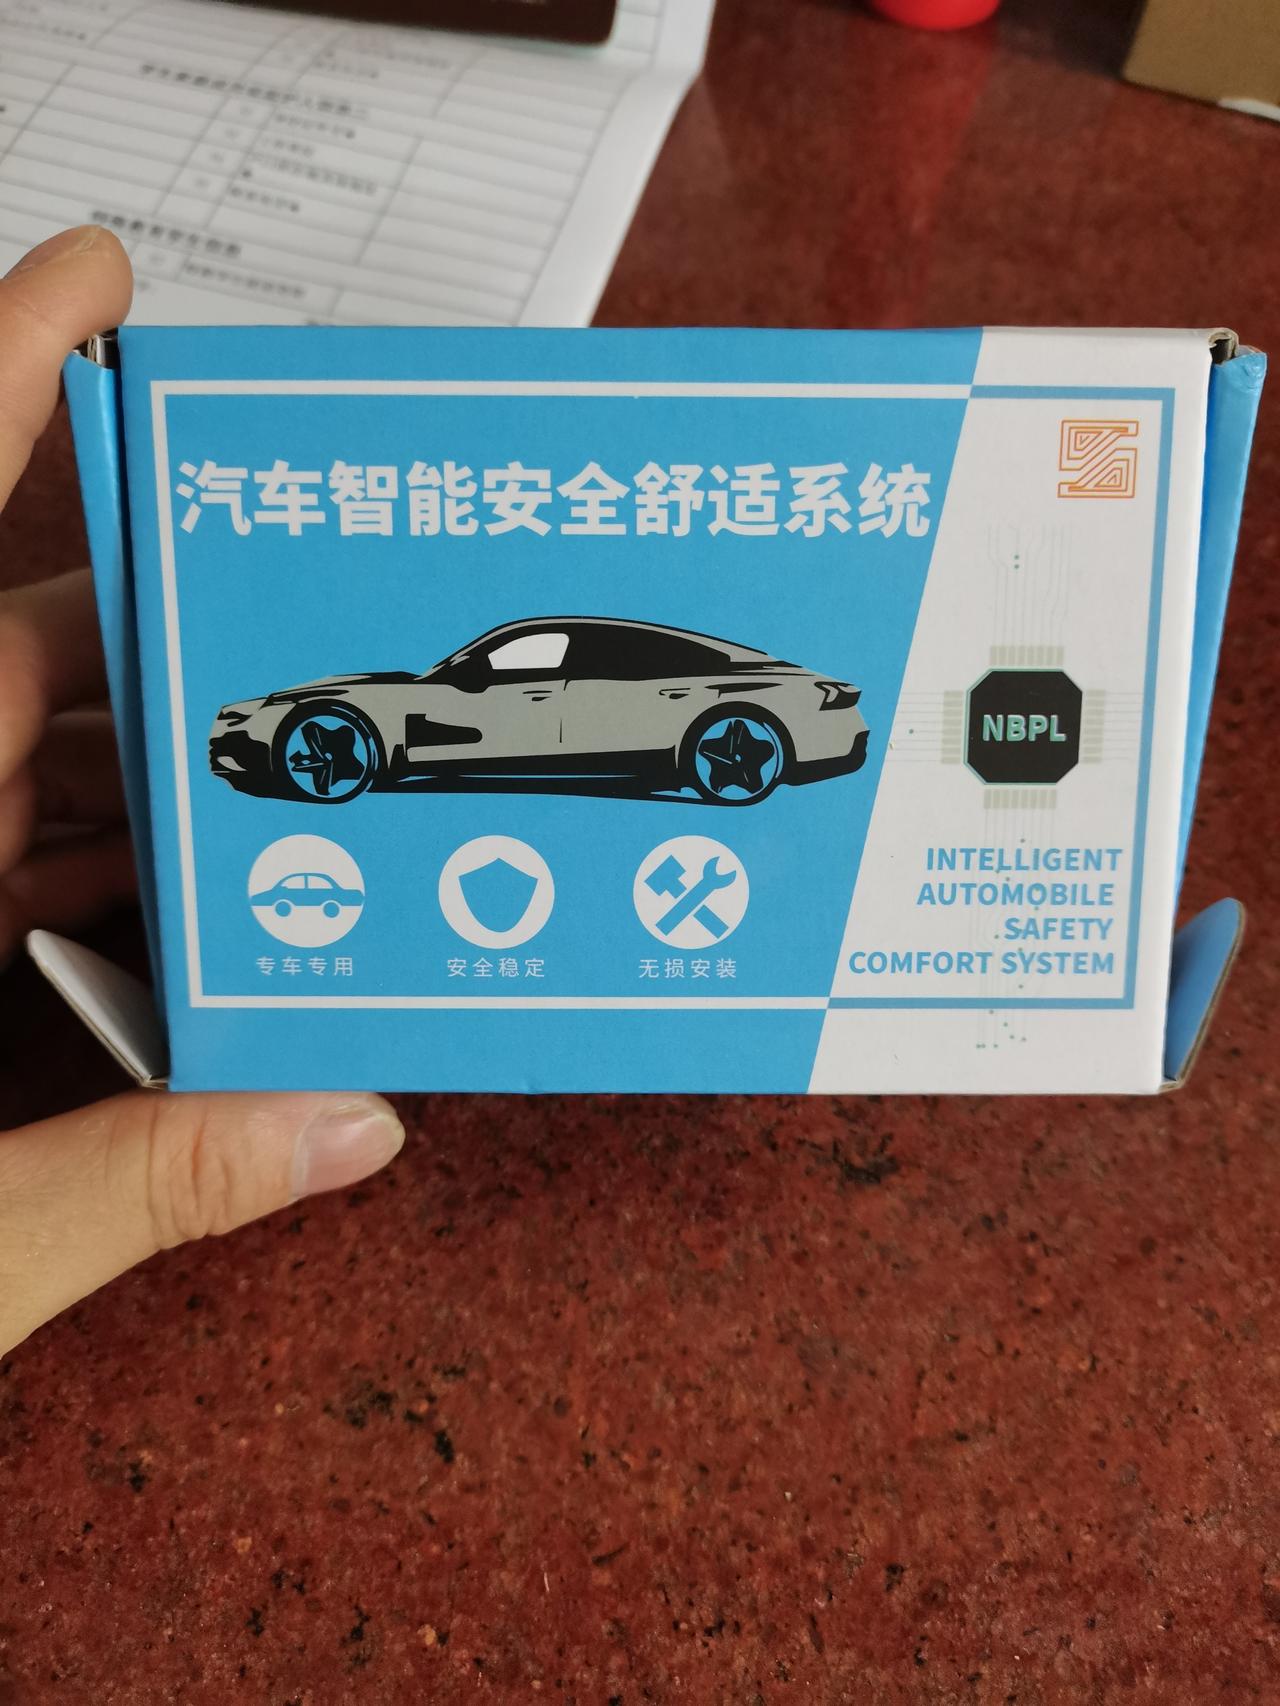 汽车智能安全舒适系统
NBPL
INTELLIGENT
AUTOMOBILE
SAFETY
COMFORT SYSTEM
专车专用
安全稳定
无损安装